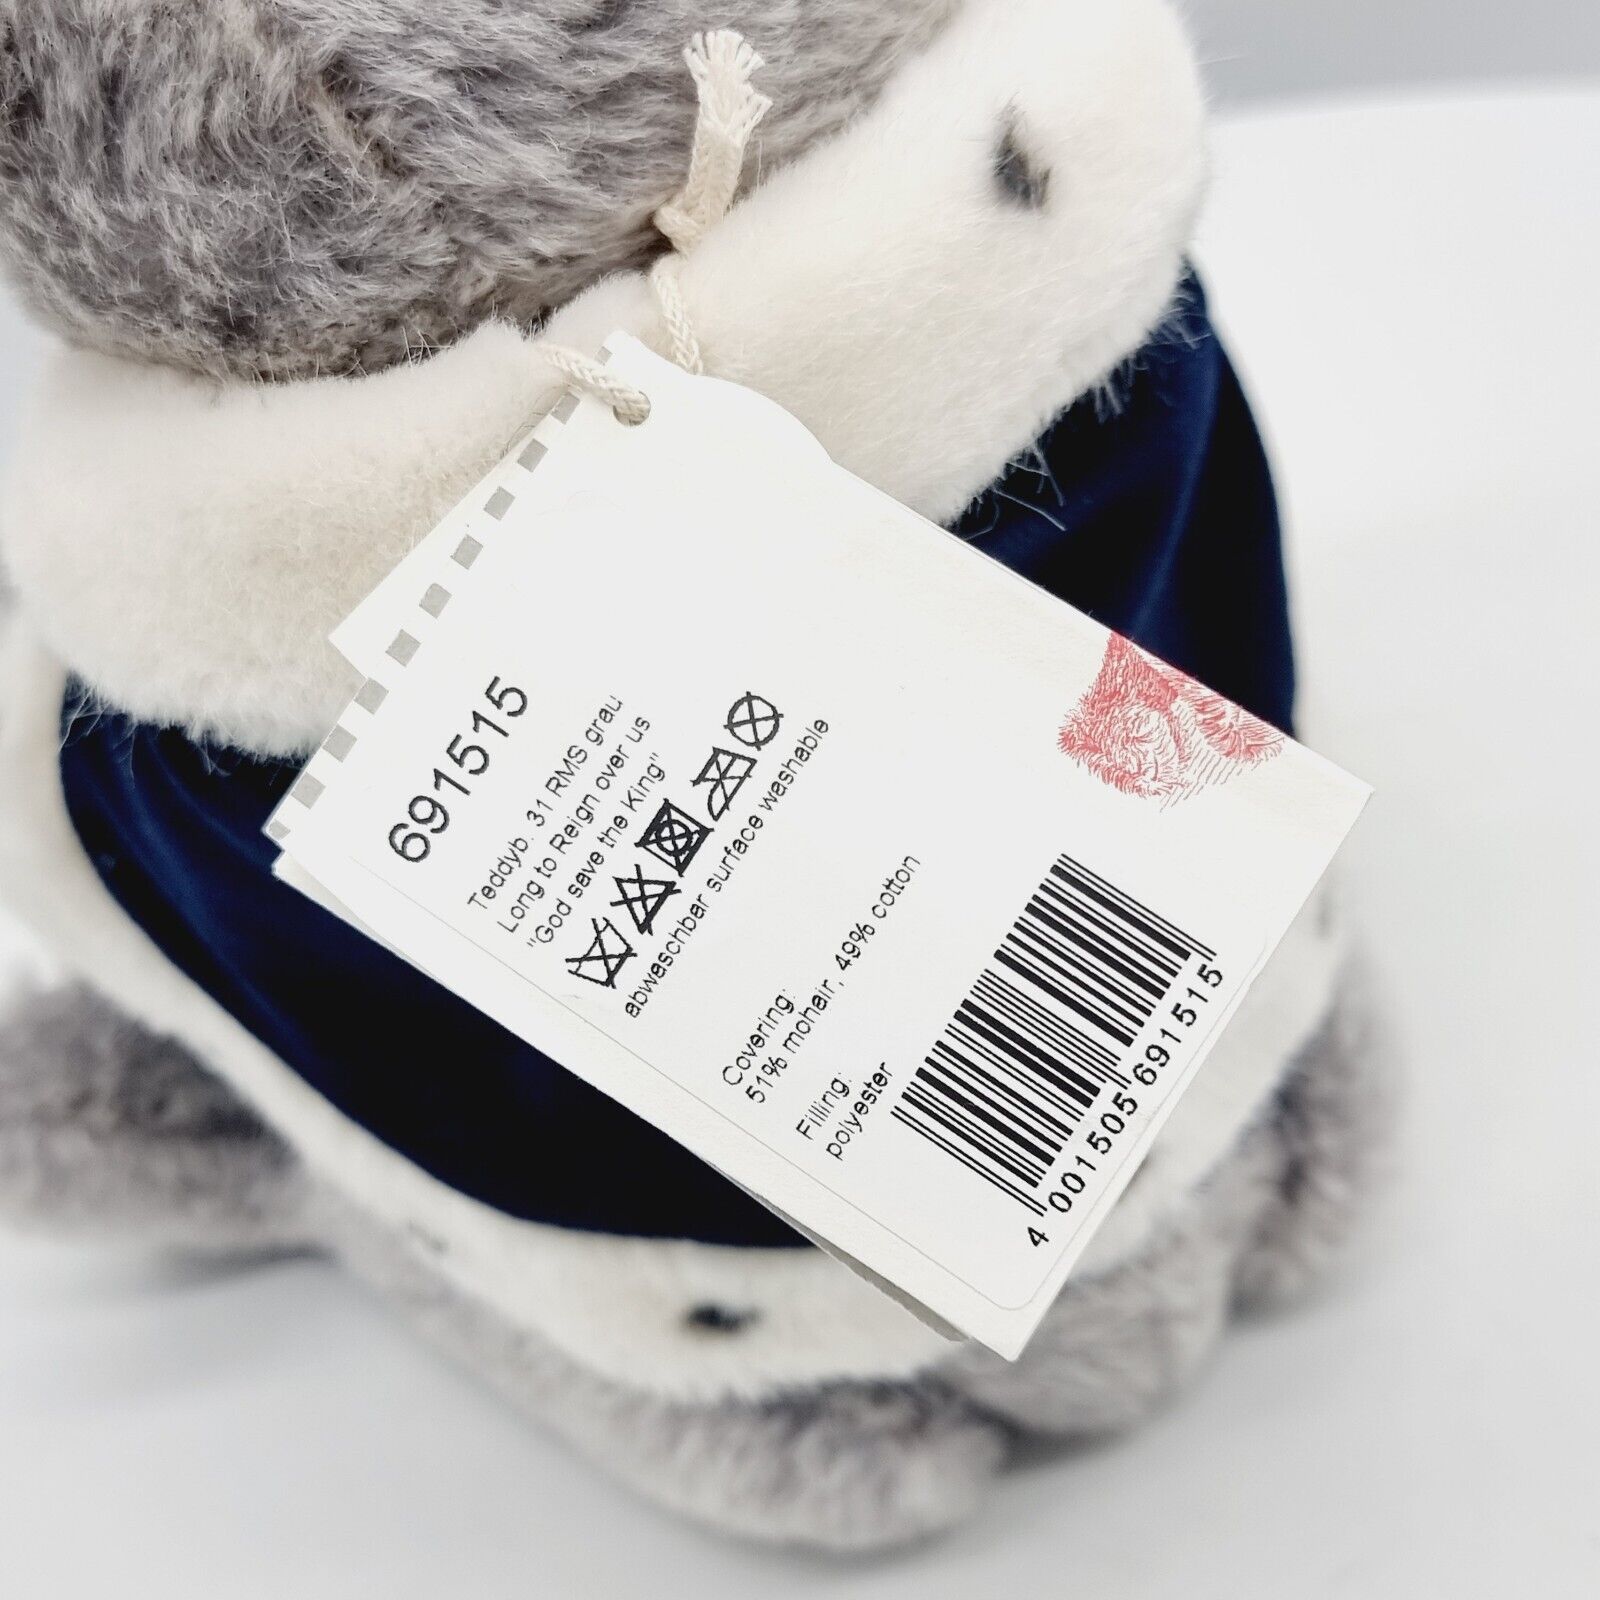 691515
Teddyb. 31 RMS grau
Long to Reign over us
"God save the King"
abwaschbar surface washable
Covering:
51% mohair, 49% cotton
Filling:
polyester
4 001505 691515